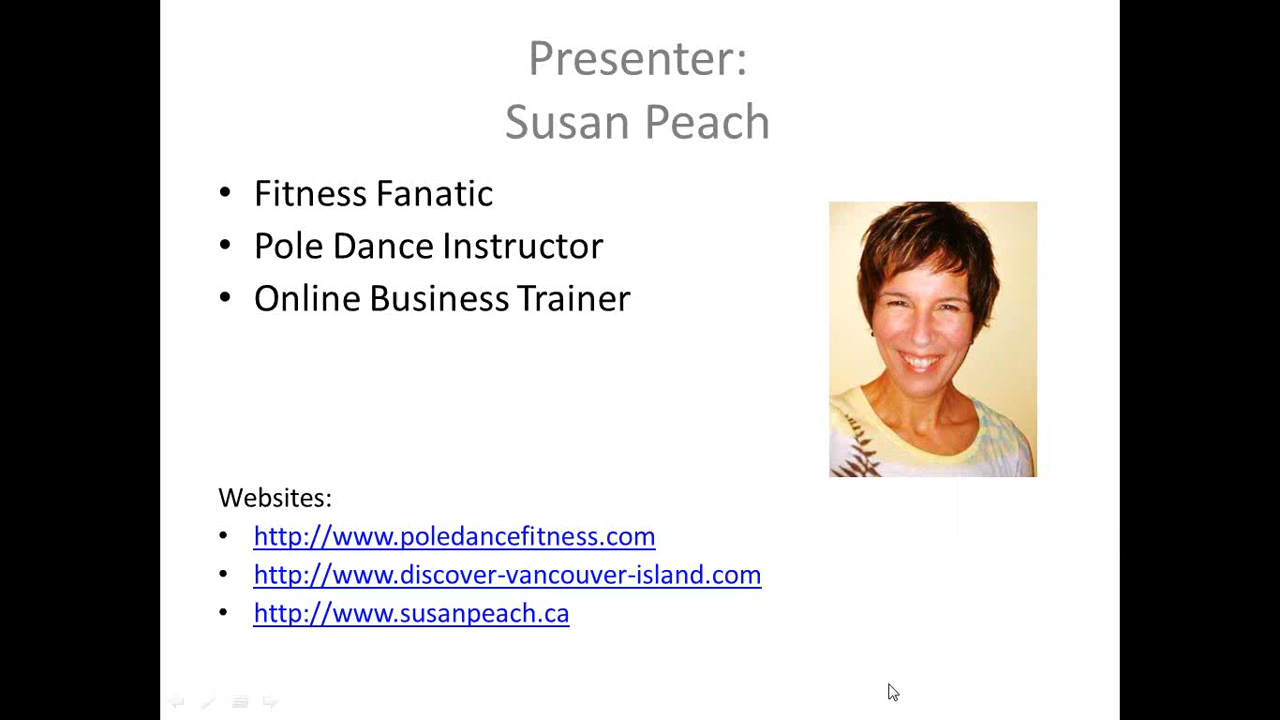 Presenter:
Susan Peach
• Fitness Fanatic
• Pole Dance Instructor
• Online Business Trainer
Websites:
• http://www.poledancefitness.com
• http://www.discover-vancouver-island.com
• http://www.susanpeach.ca